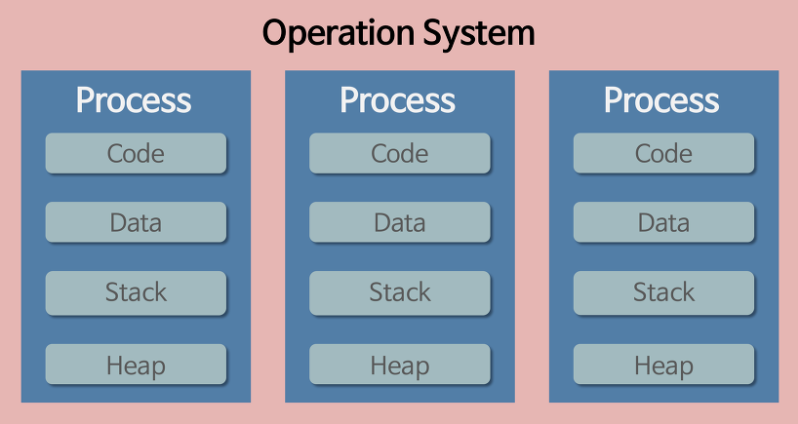 Operation System
Process
Code
Data
Stack
Heap
Process
Code
Data
Stack
Heap
Process
Code
Data
Stack
Heap